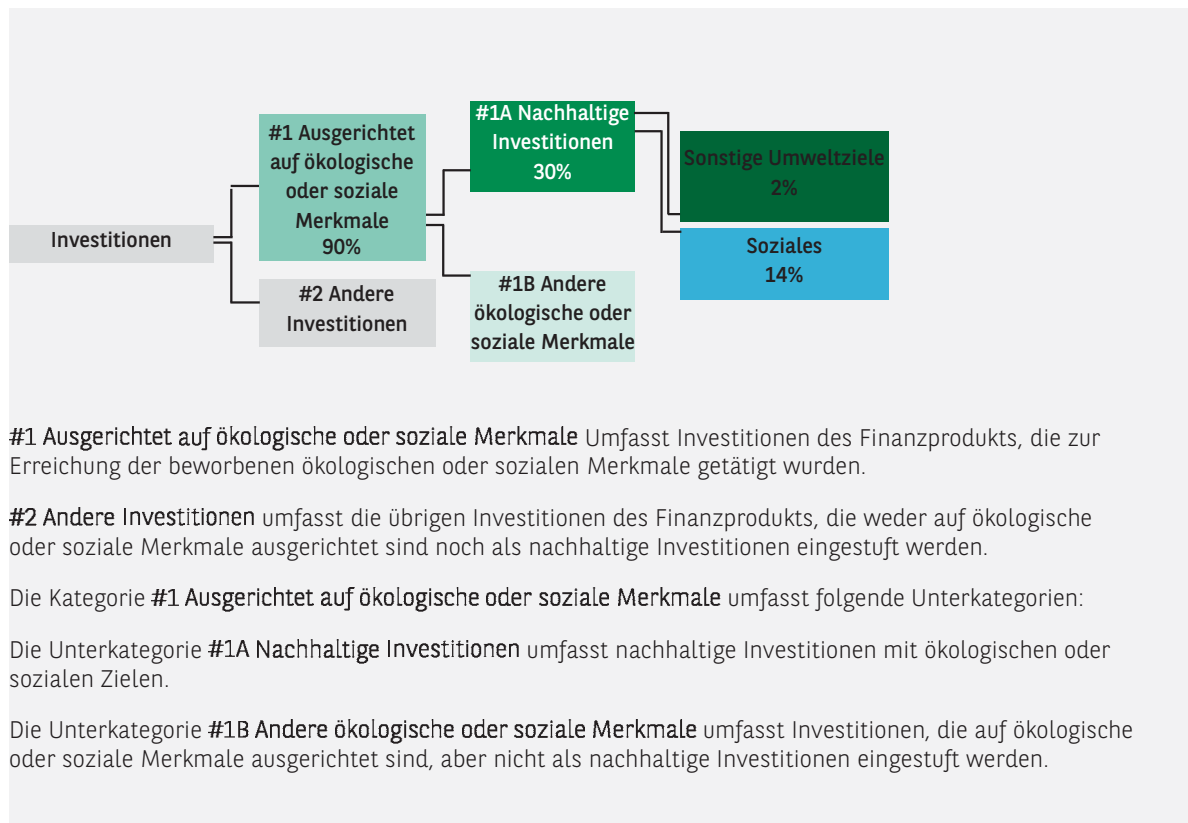 Investitionen
#1 Ausgerichtet
auf ökologische
oder soziale
Merkmale
90%
#2 Andere
Investitionen
#1A Nachhaltige
Investitionen
30%
#1B Andere
ökologische oder
soziale Merkmale
Sonstige Umweltziele
2%
Soziales
14%
#1 Ausgerichtet auf ökologische oder soziale Merkmale Umfasst Investitionen des Finanzprodukts, die zur
Erreichung der beworbenen ökologischen oder sozialen Merkmale getätigt wurden.
#2 Andere Investitionen umfasst die übrigen Investitionen des Finanzprodukts, die weder auf ökologische
oder soziale Merkmale ausgerichtet sind noch als nachhaltige Investitionen eingestuft werden.
Die Kategorie #1 Ausgerichtet auf ökologische oder soziale Merkmale umfasst folgende Unterkategorien:
Die Unterkategorie #1A Nachhaltige Investitionen umfasst nachhaltige Investitionen mit ökologischen oder
sozialen Zielen.
Die Unterkategorie #1B Andere ökologische oder soziale Merkmale umfasst Investitionen, die auf ökologische
oder soziale Merkmale ausgerichtet sind, aber nicht als nachhaltige Investitionen eingestuft werden.